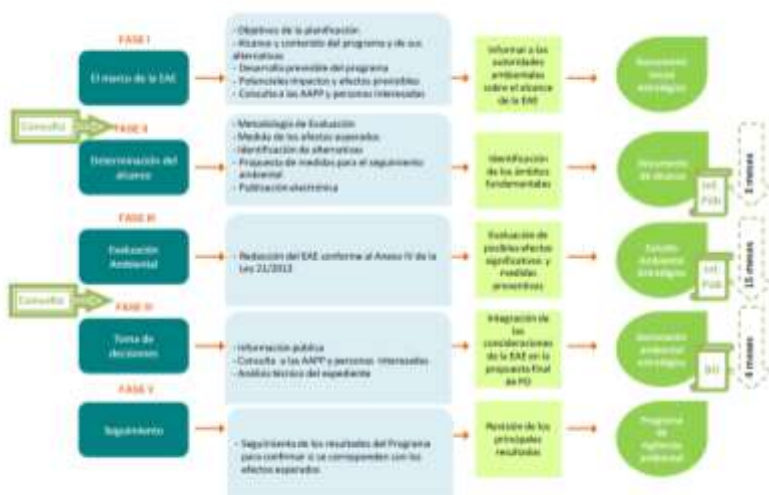 FASE I
El marco de la EAE
- Objetivos de la planificación
- Alcance y contenido del programa y de sus
alternativas
- Desarrollo previsible del programa
- Potenciales impactos y efectos previsibles
- Consulta a las AAPP y personas interesadas
Informar a las
autoridades
ambientales
sobre el alcance
de la EAE
Documento
inicial
estratégico
Consulta
FASE II
Determinación del
alcance
- Metodología de Evaluación
- Medida de los efectos esperados
- Identificación de alternativas
- Propuesta de medidas para el seguimiento
ambiental
- Publicación electrónica
Identificación
de los ámbitos
fundamentales
Documento
de alcance
Inf.
Púb
3 meses
FASE III
Evaluación
Ambiental
- Redacción del EAE conforme al Anexo IV de la
Ley 21/2013
Evaluación de
posibles efectos
significativos y
medidas
preventivas
Estudio
Ambiental
Estratégico
Inf.
Púb
15 meses
Consulta
FASE IV
Toma de
decisiones
- Información pública
- Consulta a las AAPP y personas interesadas
- Análisis técnico del expediente
Integración de
las
consideraciones
de la EAE en la
propuesta final
de PO
ambiental
estratégica
4 meses
FASE V
Seguimiento
- Seguimiento de los resultados del Programa
para confirmar si se corresponden con los
efectos esperados
Revisión de los
principales
resultados
Programa
de
vigilancia
ambiental